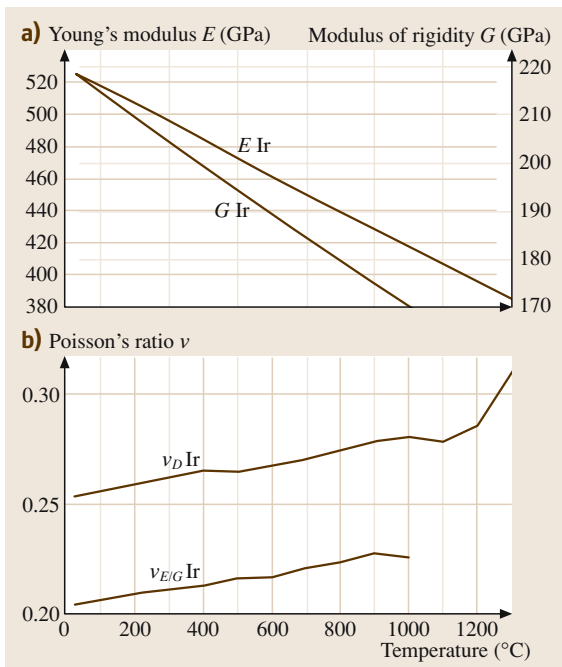 a) Young's modulus E (GPa) Modulus of rigidity G (GPa)
520 220
500 210
480
460 200
440 190
420
400 180
380 170
E Ir
G Ir
b) Poisson's ratio ν
0.30
0.25
0.20
ν_D Ir
ν_E/G Ir
0 200 400 600 800 1000 1200
Temperature (°C)